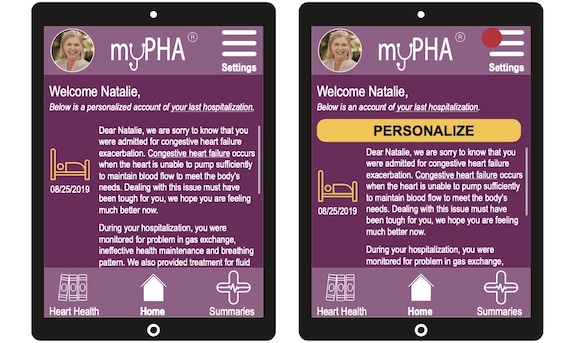 myPHA®
Settings
Welcome Natalie,
Below is a personalized account of your last hospitalization.
Dear Natalie, we are sorry to know that you
were admitted for congestive heart failure
exacerbation. Congestive heart failure occurs
when the heart is unable to pump sufficiently
to maintain blood flow to meet the body's
needs. Dealing with this issue must have
been tough for you, we hope you are feeling
much better now.
08/25/2019
During your hospitalization, you were
monitored for problem in gas exchange,
ineffective health maintenance and breathing
pattern. We also provided treatment for fluid
Heart Health
Home
Summaries
myPHA®
Settings
Welcome Natalie,
Below is an account of your last hospitalization.
PERSONALIZE
Dear Natalie, we are sorry to know that you
were admitted for congestive heart failure
exacerbation. Congestive heart failure occurs
when the heart is unable to pump sufficiently
to maintain blood flow to meet the body's
needs. Dealing with this issue must have
been tough for you, we hope you are feeling
much better now.
08/25/2019
During your hospitalization, you were
monitored for problem in gas exchange,
Heart Health
Home
Summaries